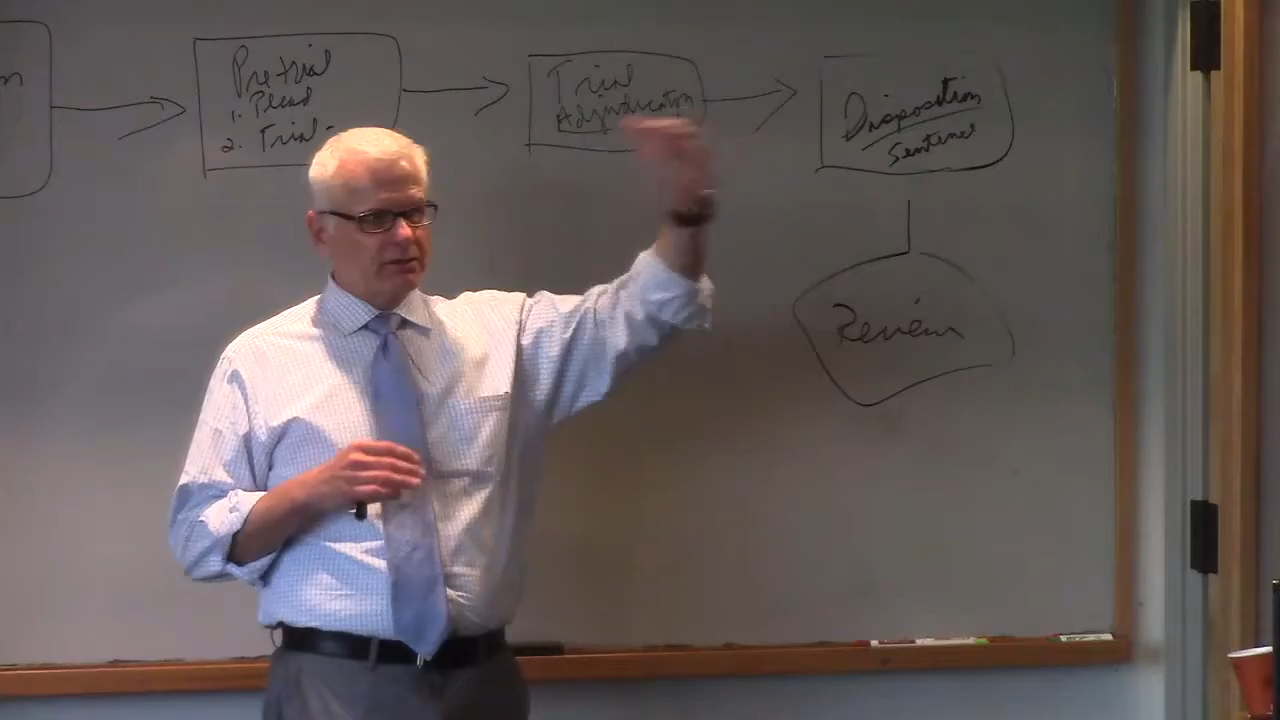 Pretrial
1. Plead
2. Trial
Trial
Adjudication
Disposition
Sentence
Review